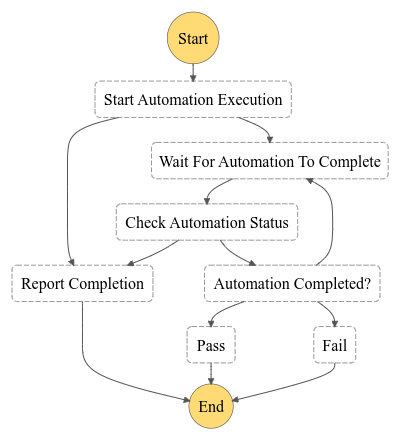 Start
Start Automation Execution
Wait For Automation To Complete
Check Automation Status
Report Completion
Automation Completed?
Pass
Fail
End